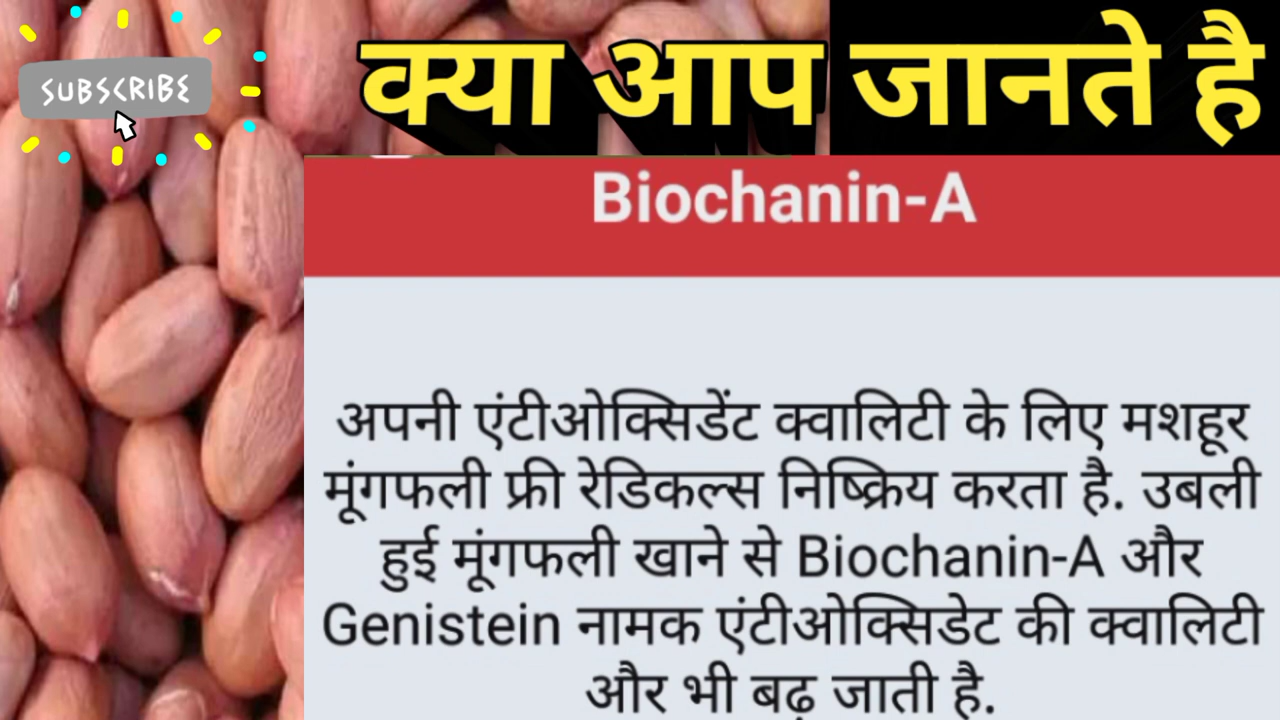 SUBSCRIBE
क्या आप जानते है
Biochanin-A
अपनी एंटीओक्सिडेंट क्वालिटी के लिए मशहूर
मूंगफली फ्री रेडिकल्स निष्क्रिय करता है. उबली
हुई मूंगफली खाने से Biochanin-A और
Genistein नामक एंटीओक्सिडेट की क्वालिटी
और भी बढ़ जाती है.